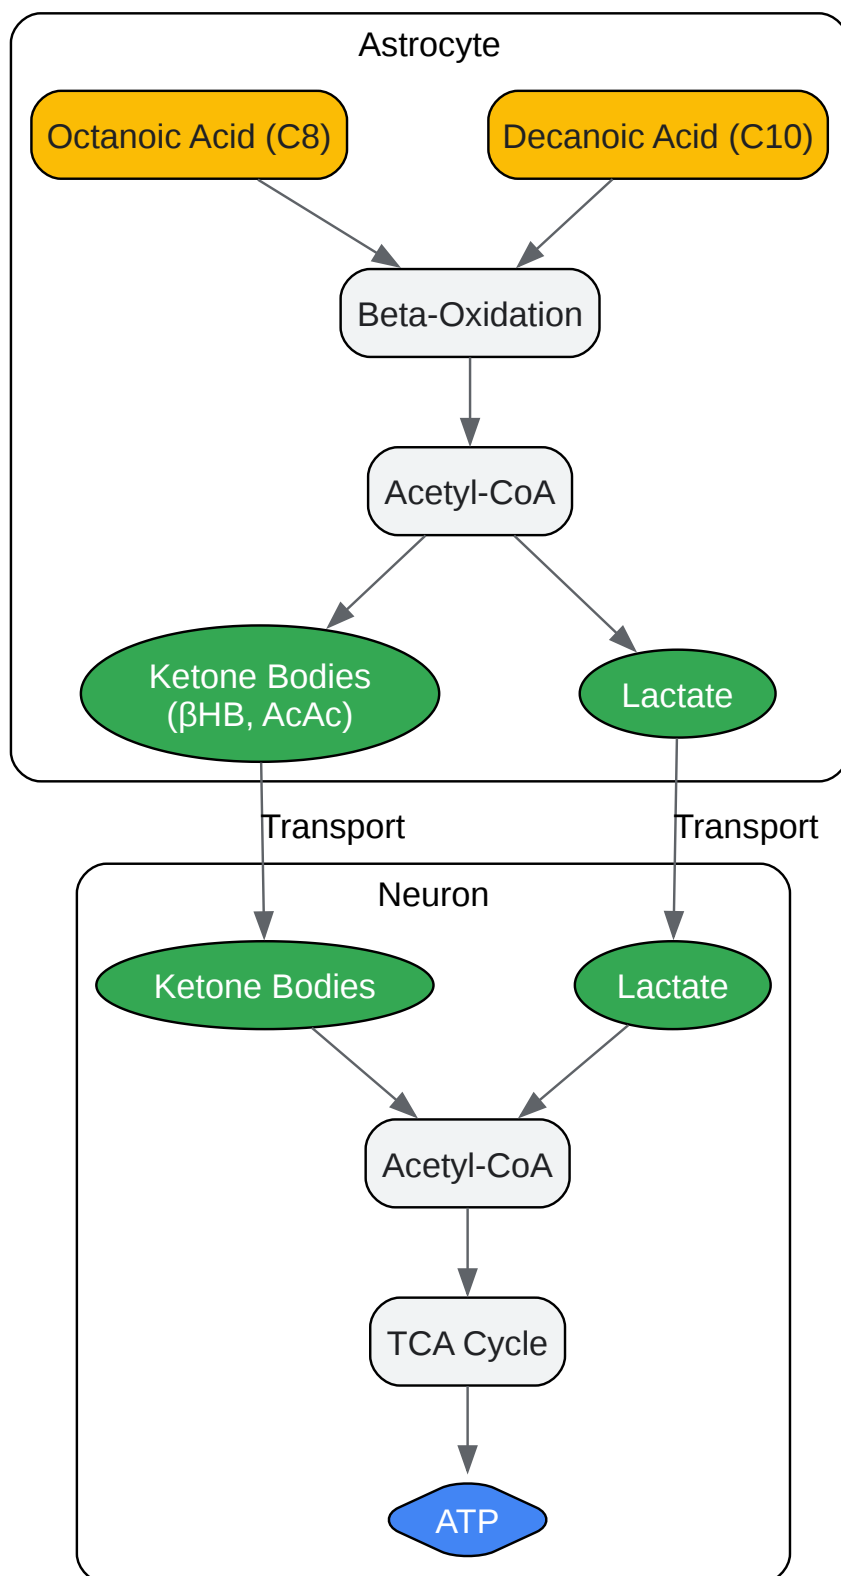 Astrocyte
Octanoic Acid (C8)
Decanoic Acid (C10)
Beta-Oxidation
Acetyl-CoA
Ketone Bodies
(βHB, AcAc)
Lactate
Transport
Transport
Neuron
Ketone Bodies
Lactate
Acetyl-CoA
TCA Cycle
ATP